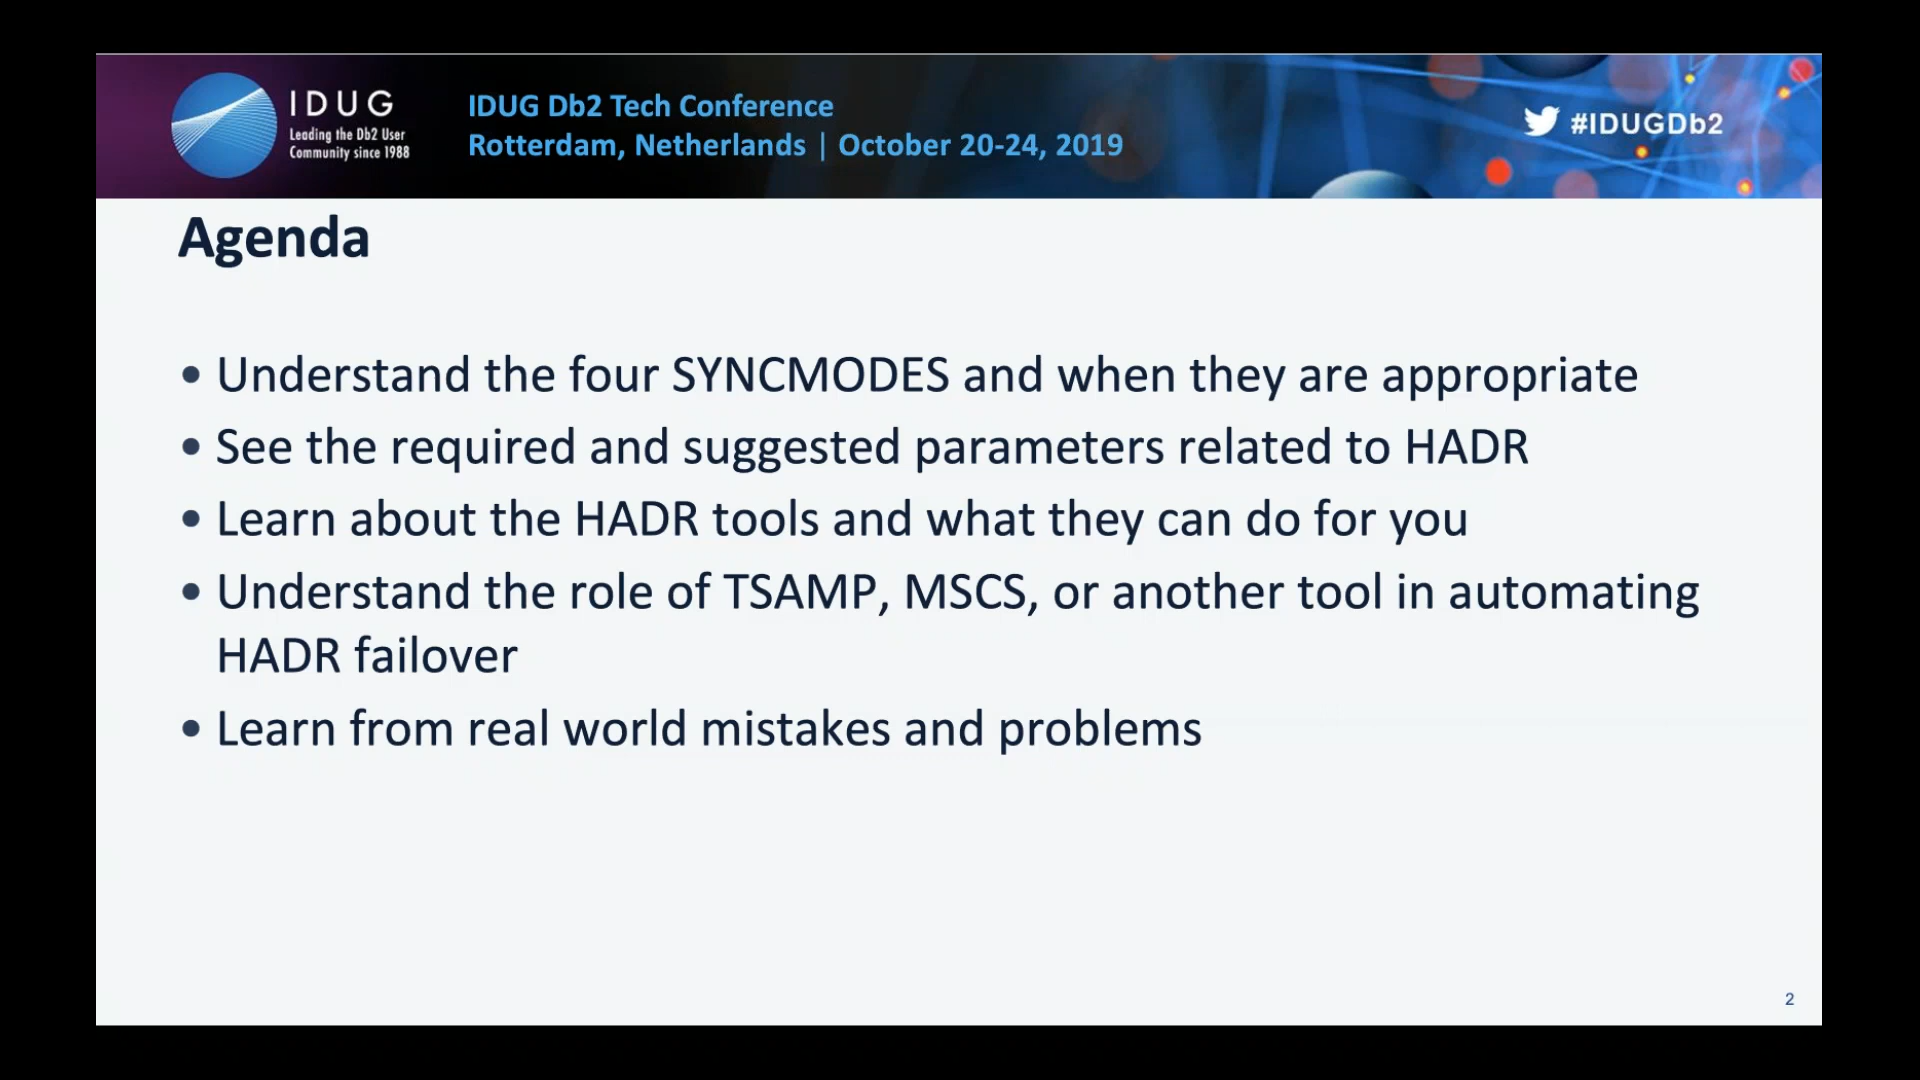 IDUG
Leading the Db2 User
Community since 1988
IDUG Db2 Tech Conference
Rotterdam, Netherlands | October 20-24, 2019
#IDUGDb2
Agenda
• Understand the four SYNCMODES and when they are appropriate
• See the required and suggested parameters related to HADR
• Learn about the HADR tools and what they can do for you
• Understand the role of TSAMP, MSCS, or another tool in automating
HADR failover
• Learn from real world mistakes and problems
2